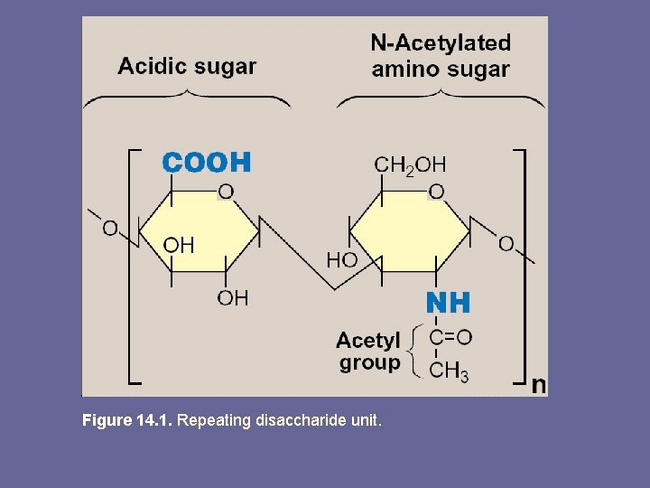 N-Acetylated
Acidic sugar
amino sugar
COOH
CH₂OH
O
O
O
OH
O
HO
OH
NH
Acetyl
group
C=O
CH₃
n
Figure 14.1. Repeating disaccharide unit.